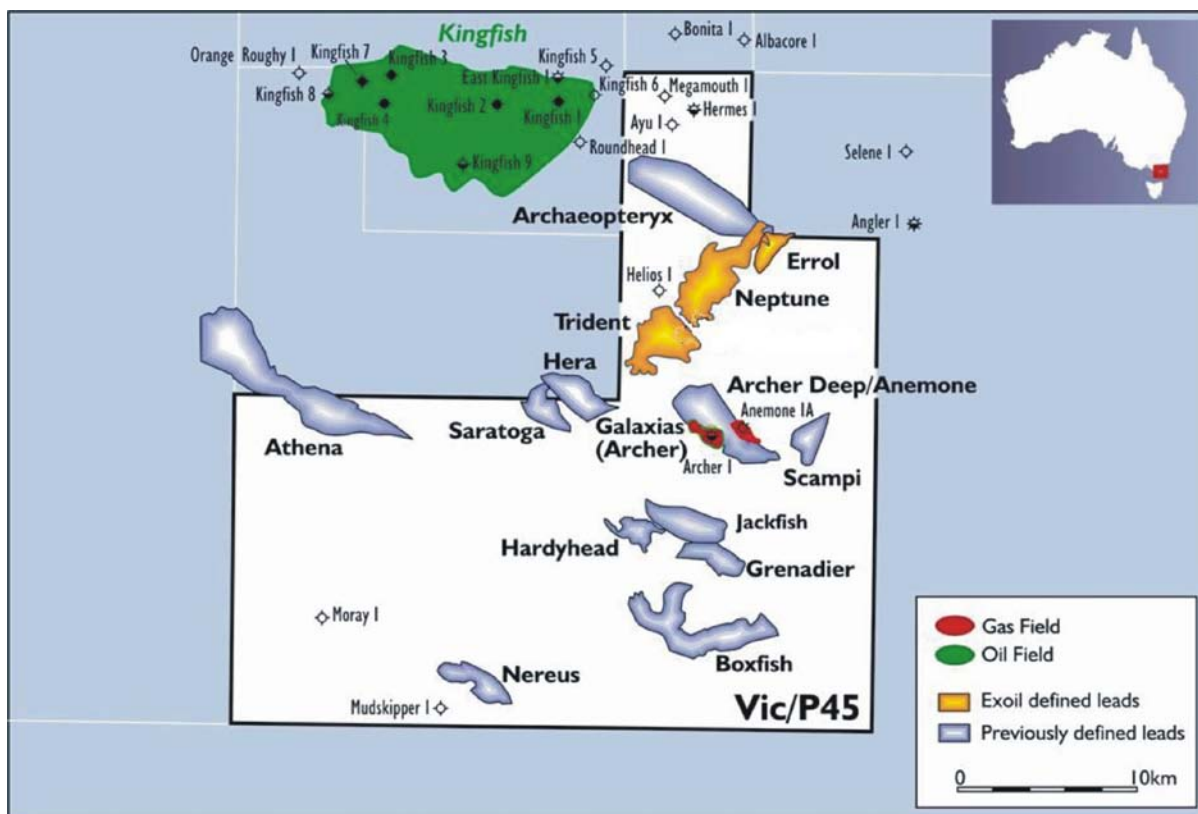 Kingfish
Bonita 1
Albacore 1
Orange Roughy 1
Kingfish 7
Kingfish 3
Kingfish 5
East Kingfish 1
Kingfish 8
Kingfish 6
Megamouth 1
Hermes 1
Kingfish 4
Kingfish 2
Kingfish 1
Ayu 1
Roundhead 1
Kingfish 9
Selene 1
Archaeopteryx
Angler 1
Errol
Helios 1
Neptune
Trident
Hera
Archer Deep/Anemone
Anemone 1A
Athena
Saratoga
Galaxias
(Archer)
Archer 1
Scampi
Jackfish
Hardyhead
Grenadier
Moray 1
Boxfish
Nereus
Mudskipper 1
Vic/P45
Gas Field
Oil Field
Exoil defined leads
Previously defined leads
0 10km